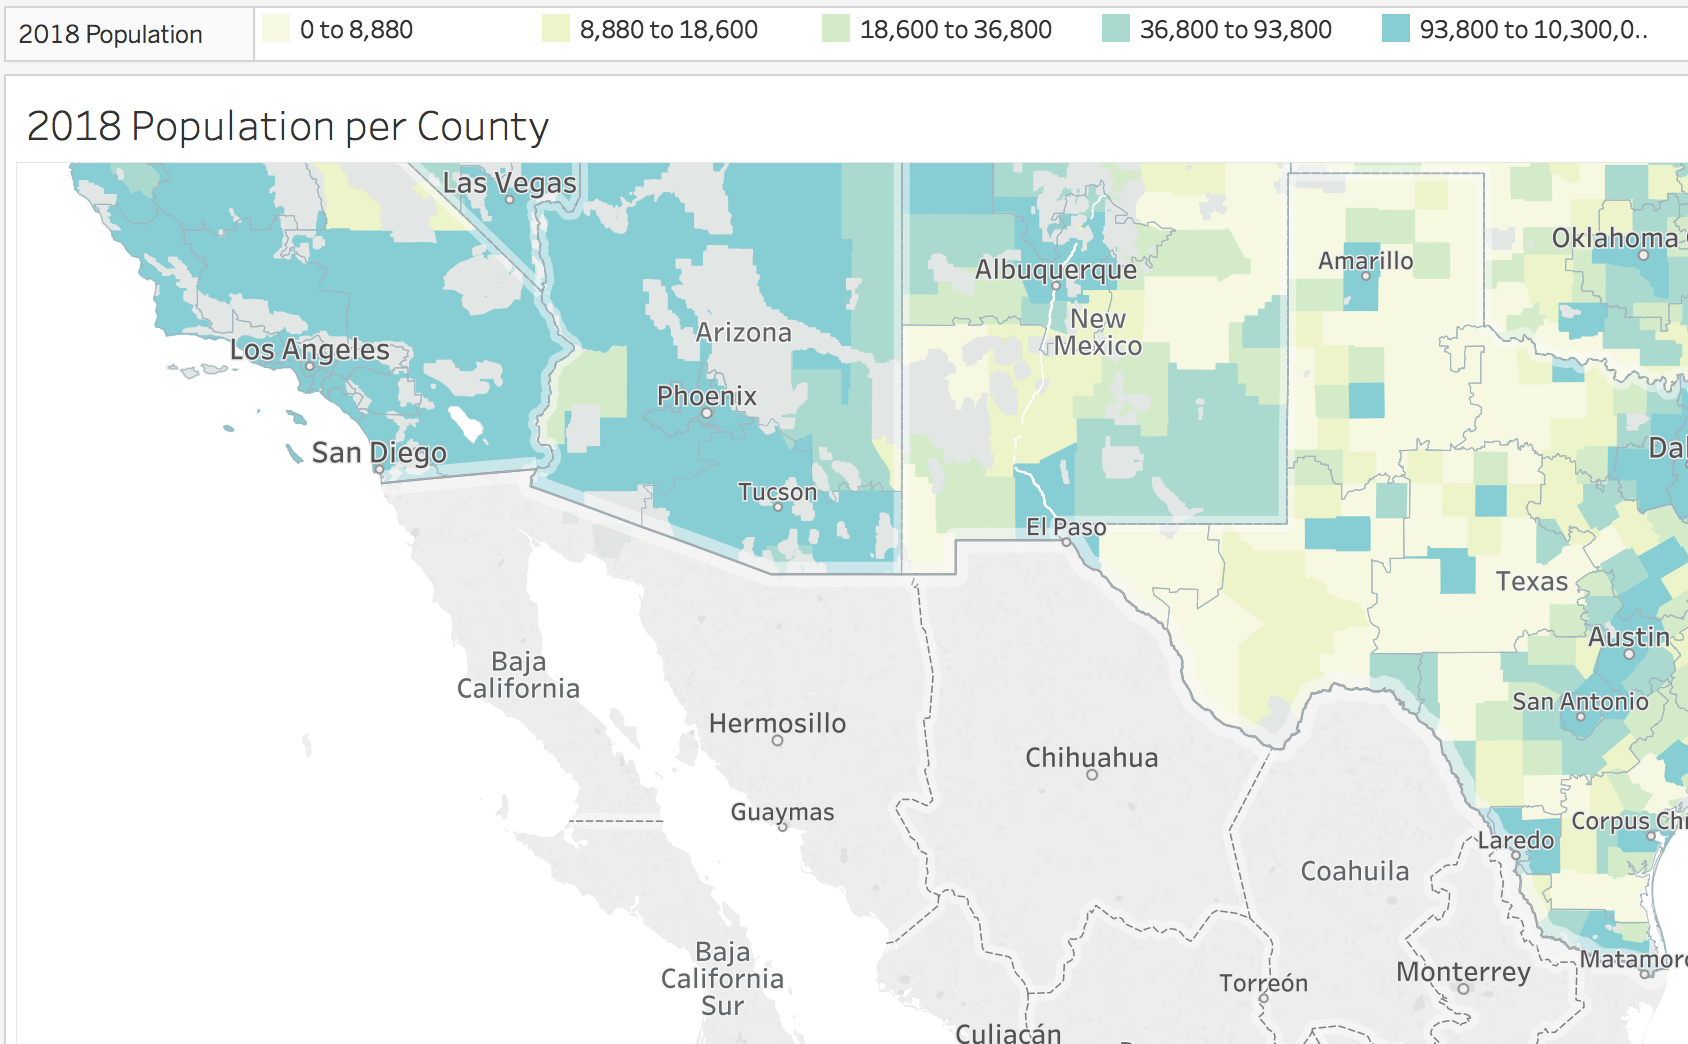 2018 Population
0 to 8,880
8,880 to 18,600
18,600 to 36,800
36,800 to 93,800
93,800 to 10,300,0..
2018 Population per County
Las Vegas
Oklahoma
Amarillo
Albuquerque
New
Mexico
Arizona
Los Angeles
Phoenix
San Diego
Dal
Tucson
El Paso
Texas
Austin
Baja
California
San Antonio
Hermosillo
Chihuahua
Guaymas
Corpus Chri
Laredo
Coahuila
Baja
California
Sur
Matamoro
Monterrey
Torreón
Culiacán